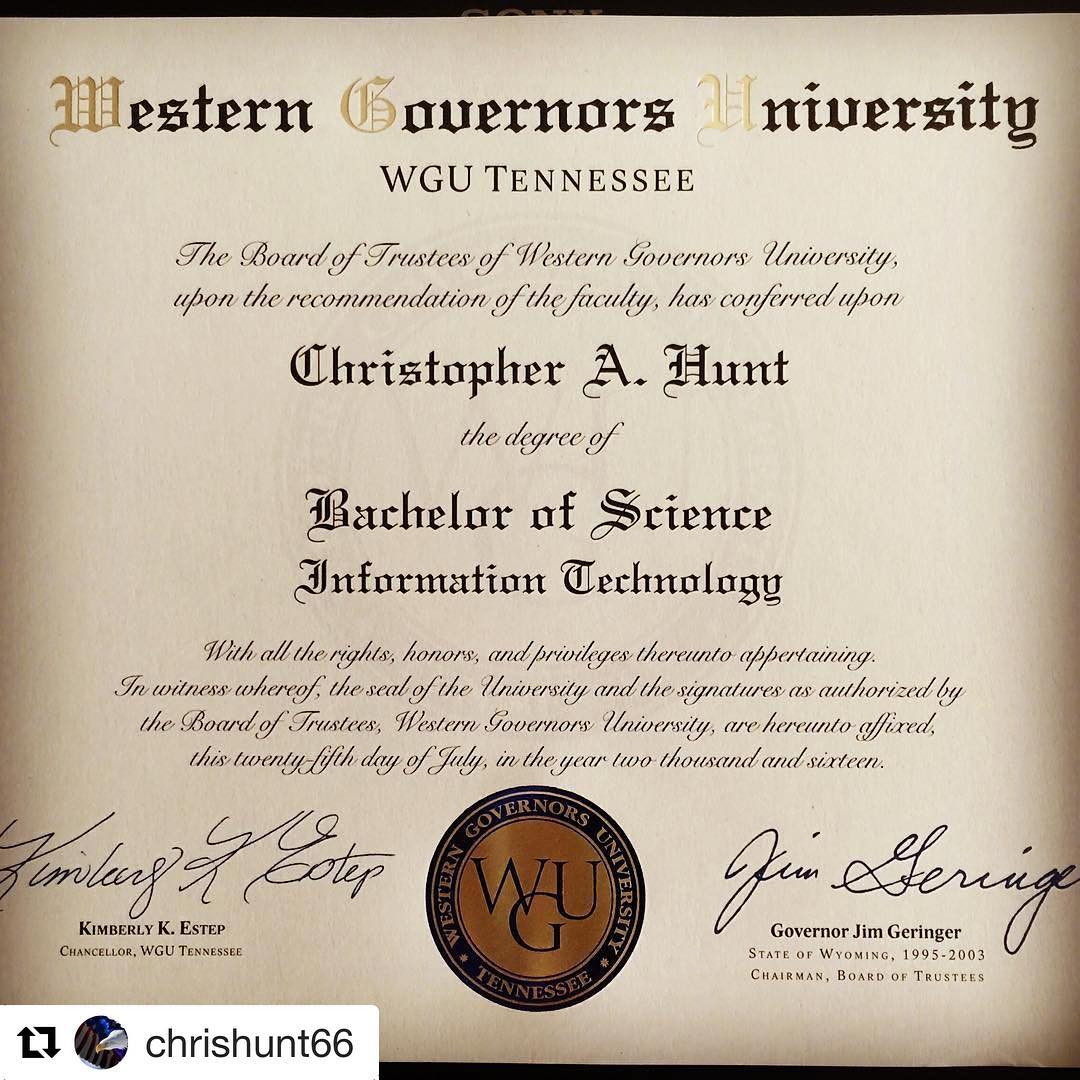 SONY
Western Governors University
WGU TENNESSEE
The Board of Trustees of Western Governors University,
upon the recommendation of the faculty, has conferred upon
Christopher A. Hunt
the degree of
Bachelor of Science
Information Technology
With all the rights, honors, and privileges thereunto appertaining.
In witness whereof, the seal of the University and the signatures as authorized by
the Board of Trustees, Western Governors University, are hereunto affixed,
this twenty-fifth day of July, in the year two thousand and sixteen.
Kimberly K Estep
KIMBERLY K. ESTEP
CHANCELLOR, WGU TENNESSEE
WESTERN GOVERNORS UNIVERSITY
WGU
* TENNESSEE *
Jim Geringer
Governor Jim Geringer
STATE OF WYOMING, 1995-2003
CHAIRMAN, BOARD OF TRUSTEES
chrishunt66